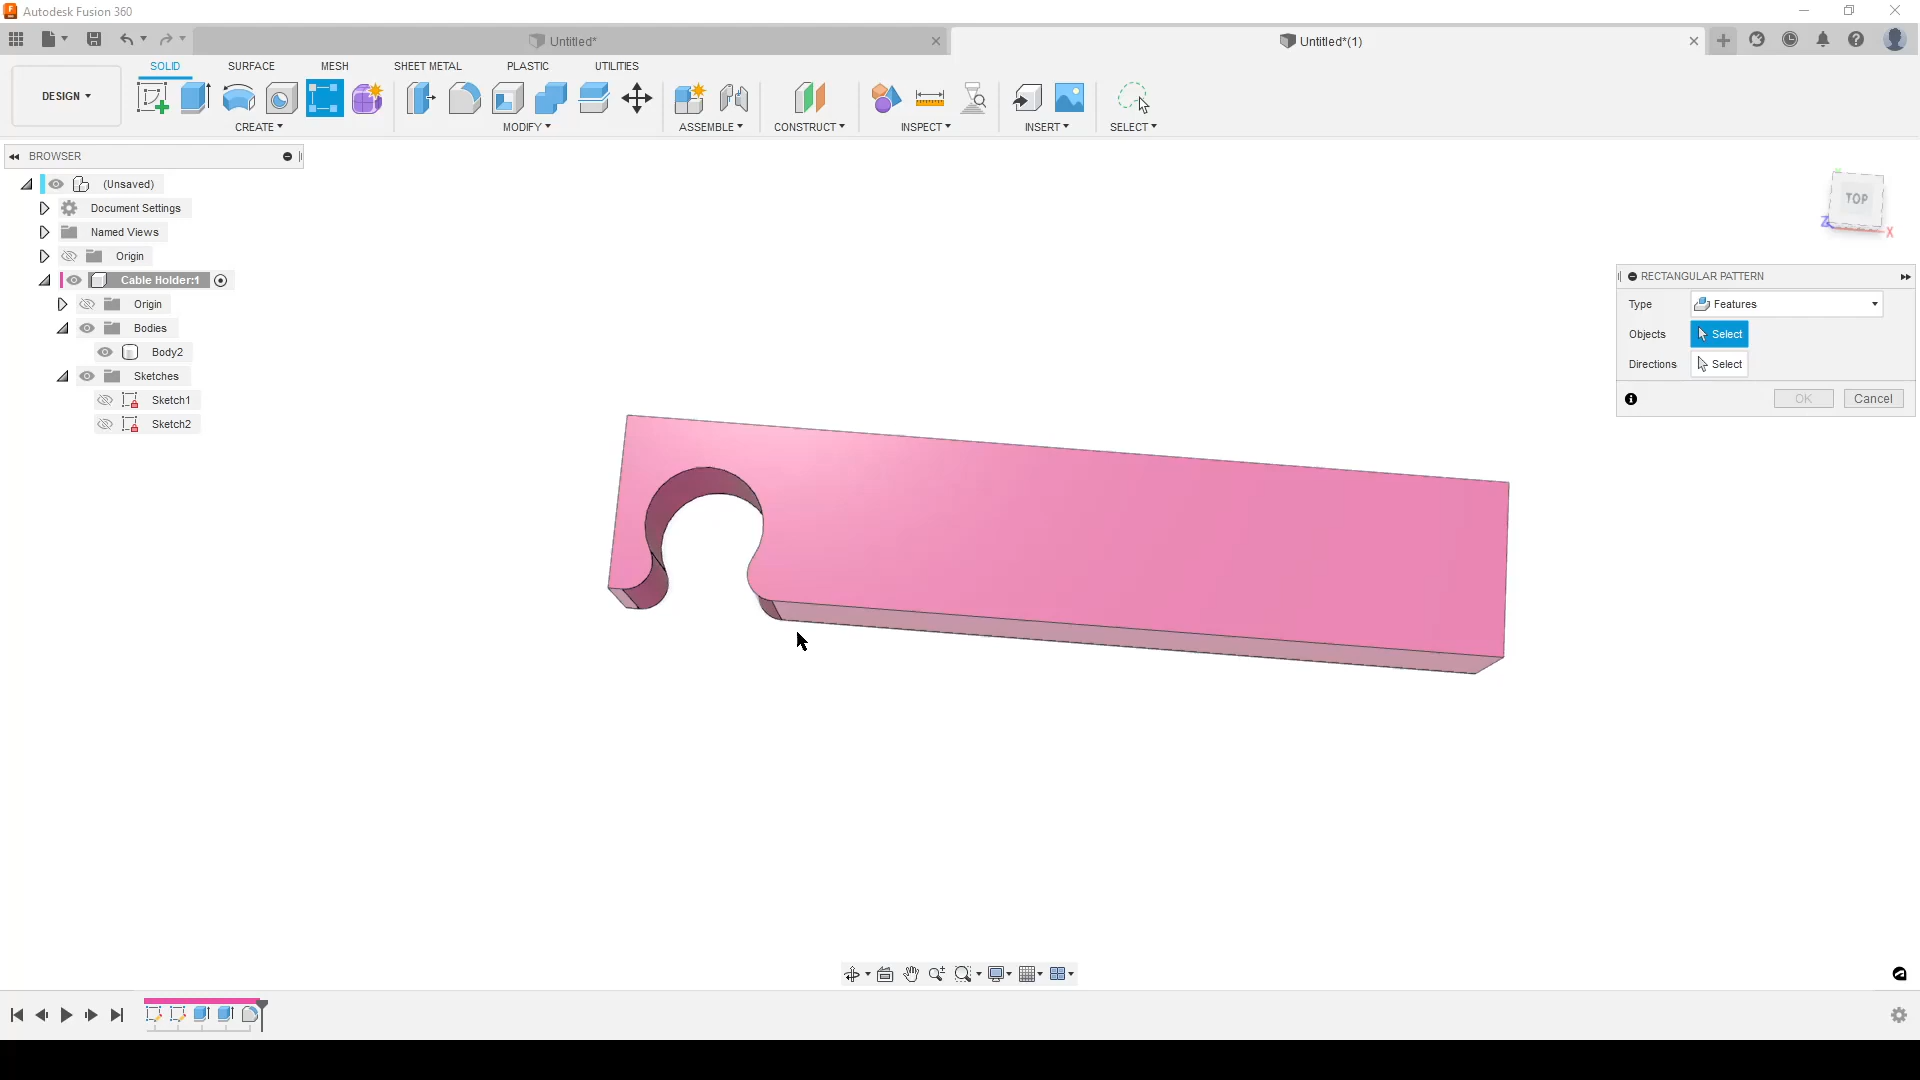 Autodesk Fusion 360
Untitled*
Untitled*(1)
DESIGN
SOLID
SURFACE
MESH
SHEET METAL
PLASTIC
UTILITIES
CREATE
MODIFY
ASSEMBLE
CONSTRUCT
INSPECT
INSERT
SELECT
BROWSER
(Unsaved)
Document Settings
Named Views
Origin
Cable Holder:1
Origin
Bodies
Body2
Sketches
Sketch1
Sketch2
TOP
Z
X
RECTANGULAR PATTERN
Type
Features
Objects
Select
Directions
Select
OK
Cancel